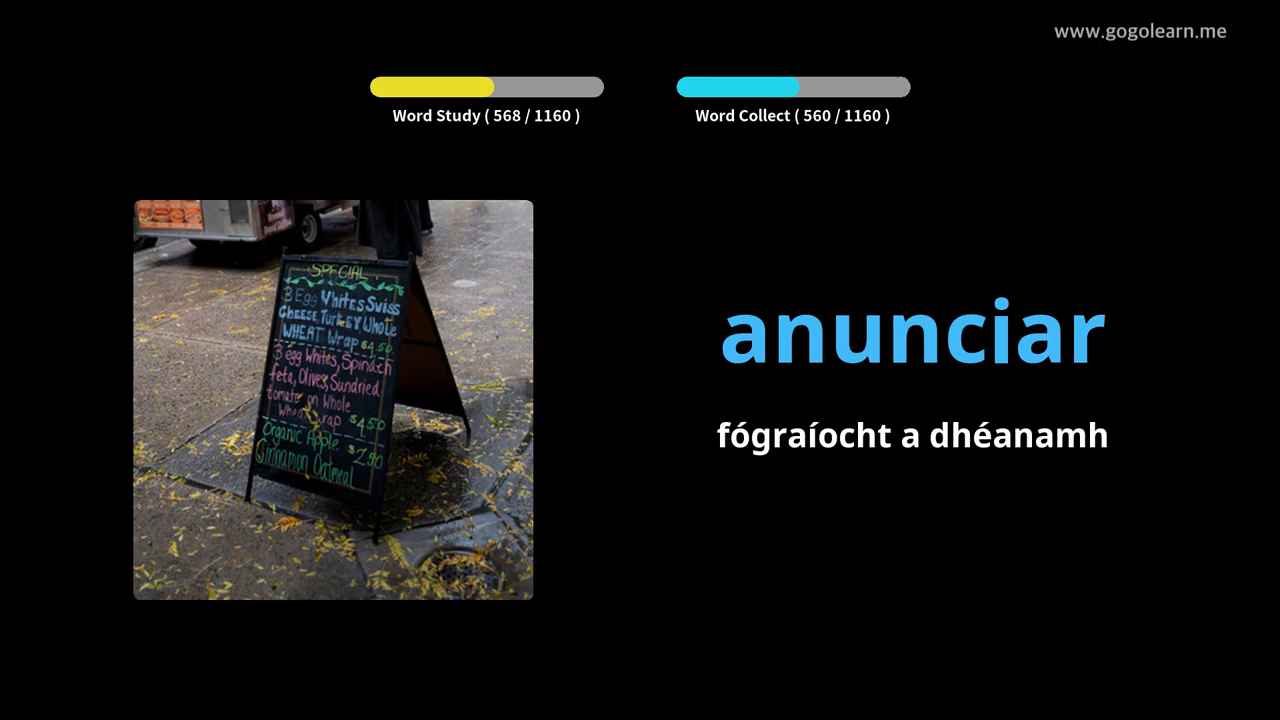 www.gogolearn.me
Word Study ( 568 / 1160 )
Word Collect ( 560 / 1160 )
SPECIAL
3 Egg Whites, Swiss
Cheese, Turkey Whole
WHEAT Wrap $4.50
3 egg Whites, Spinach
feta, Olives, Sundried
tomato on Whole
Wheat Wrap $4.50
Organic Apple
Cinnamon Oatmeal $2.50
anunciar
fógraíocht a dhéanamh